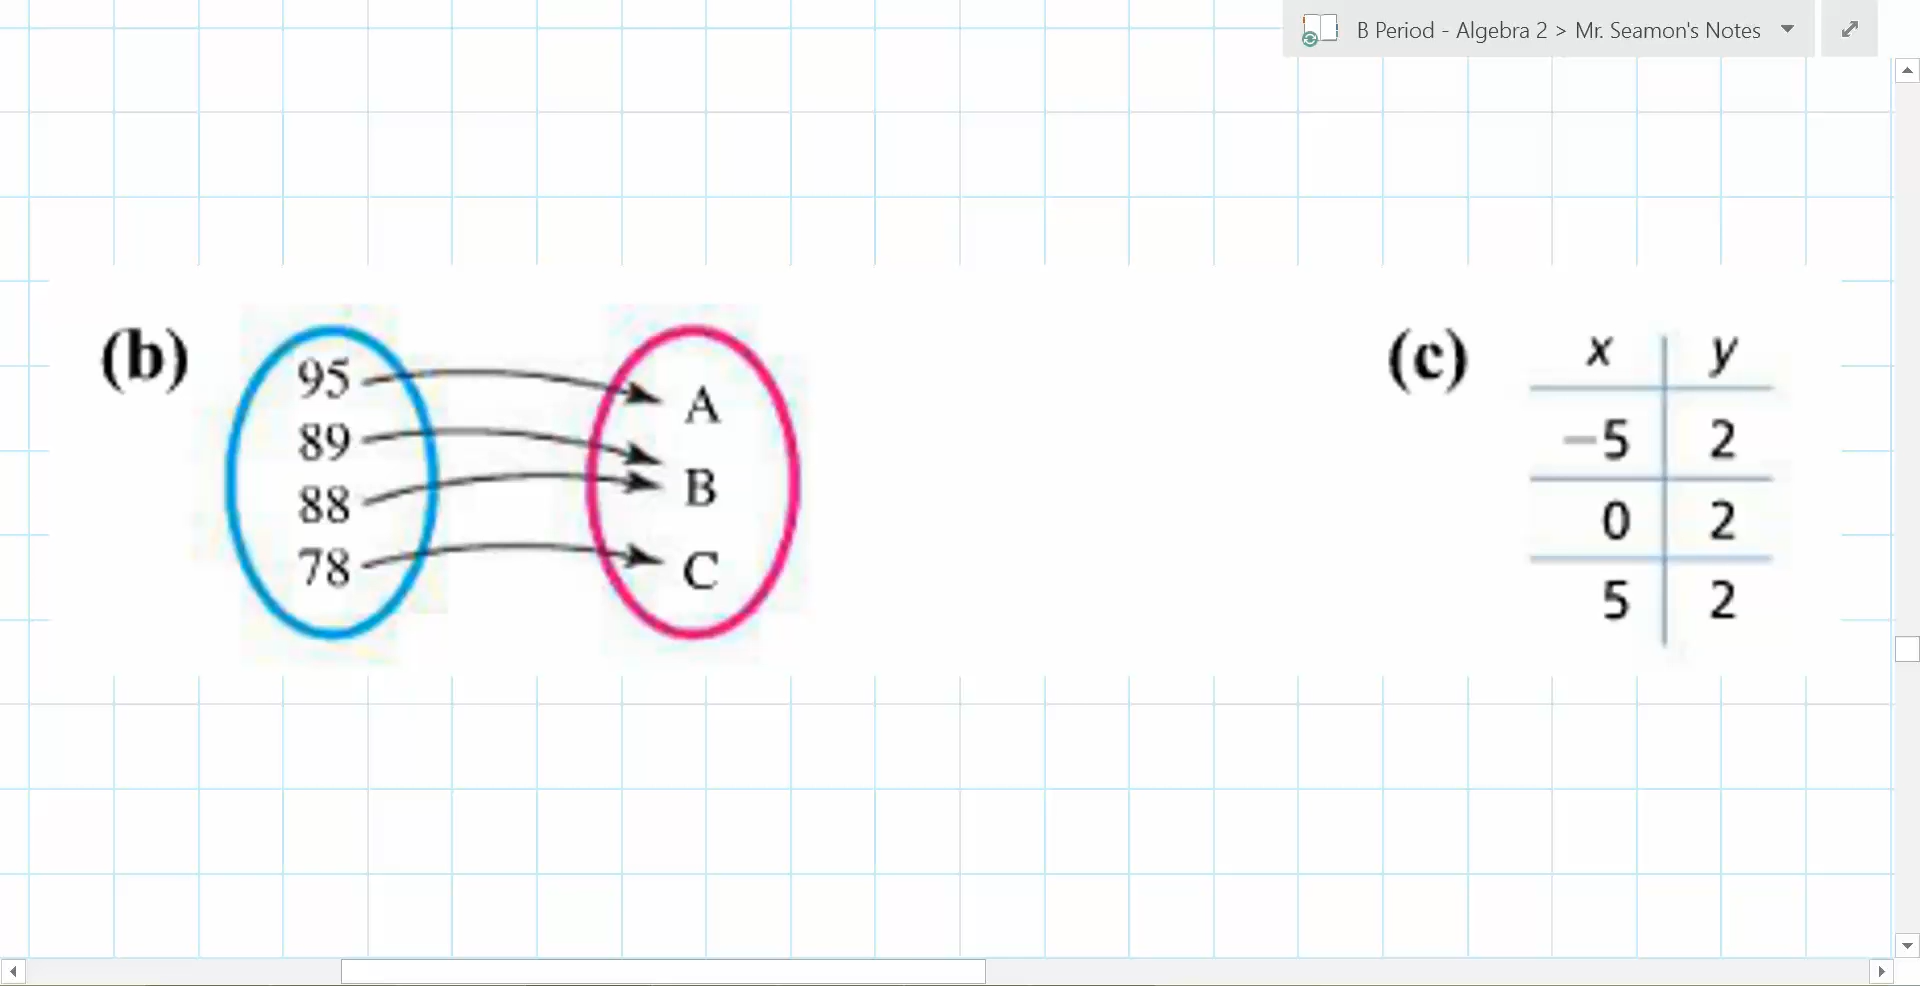 B Period - Algebra 2 > Mr. Seamon's Notes
(b)
95
89
88
78
A
B
C
(c)
x y
-5 2
0 2
5 2